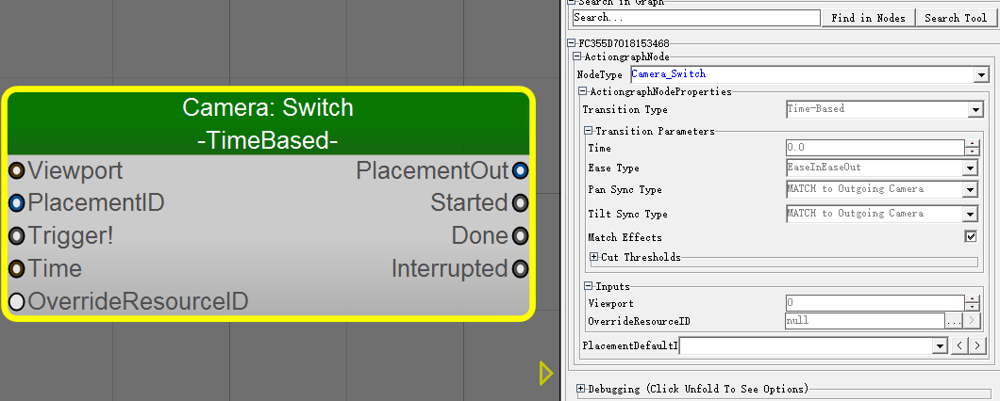 Camera: Switch
-TimeBased-
Viewport
PlacementOut
PlacementID
Started
Trigger!
Done
Time
Interrupted
OverrideResourceID
Search in Graph
Search...
Find in Nodes
Search Tool
FC355D7018153468
ActiongraphNode
NodeType
Camera_Switch
ActiongraphNodeProperties
Transition Type
Time-Based
Transition Parameters
Time
0.0
Ease Type
EaseInEaseOut
Pan Sync Type
MATCH to Outgoing Camera
Tilt Sync Type
MATCH to Outgoing Camera
Match Effects
Cut Thresholds
Inputs
Viewport
0
OverrideResourceID
null
...
>
PlacementDefaultI
<
>
Debugging (Click Unfold To See Options)